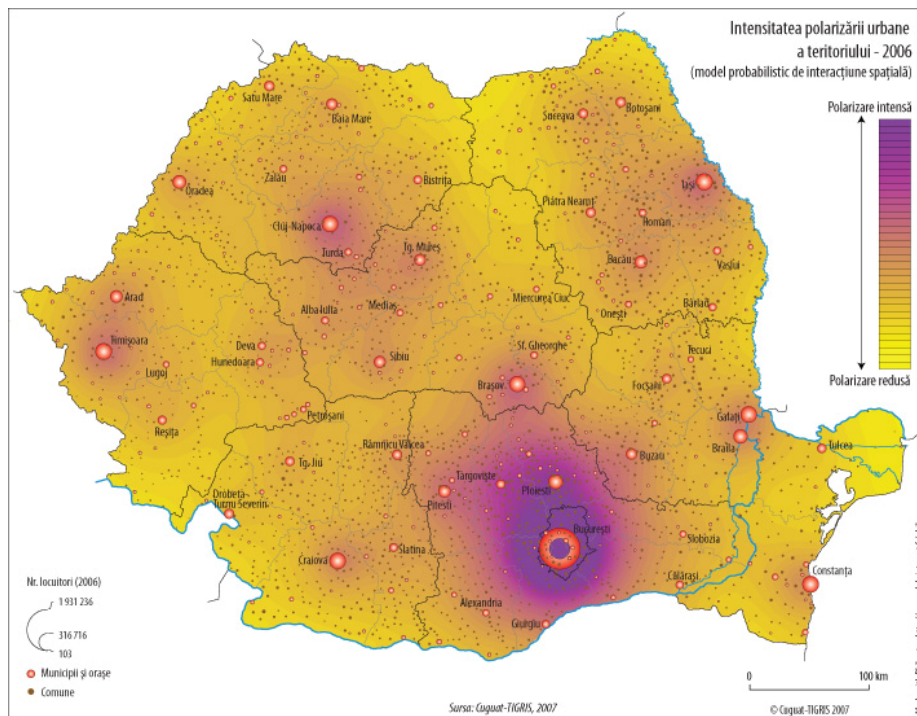 Intensitatea polarizării urbane
a teritoriului - 2006
(model probabilistic de interacțiune spațială)
Polarizare intensă
Polarizare redusă
Satu Mare
Baia Mare
Suceava
Botoșani
Oradea
Zalău
Bistrița
Iași
Piatra Neamț
Roman
Cluj-Napoca
Turda
Tg. Mureș
Bacău
Vaslui
Arad
Alba-Iulia
Mediaș
Miercurea Ciuc
Onești
Bârlad
Timișoara
Deva
Hunedoara
Lugoj
Sibiu
Sf. Gheorghe
Brașov
Tecuci
Focșani
Galați
Brăila
Tulcea
Reșița
Petroșani
Râmnicu Vâlcea
Tg. Jiu
Târgoviște
Ploiești
Buzău
Pitești
Drobeta
Turnu Severin
București
Slobozia
Craiova
Slatina
Călărași
Constanța
Alexandria
Giurgiu
Nr. locuitori (2006)
1 931 236
316 716
103
Municipii și orașe
Comune
0
100 km
Sursa: Cuguat-TIGRIS, 2007
© Cuguat-TIGRIS 2007